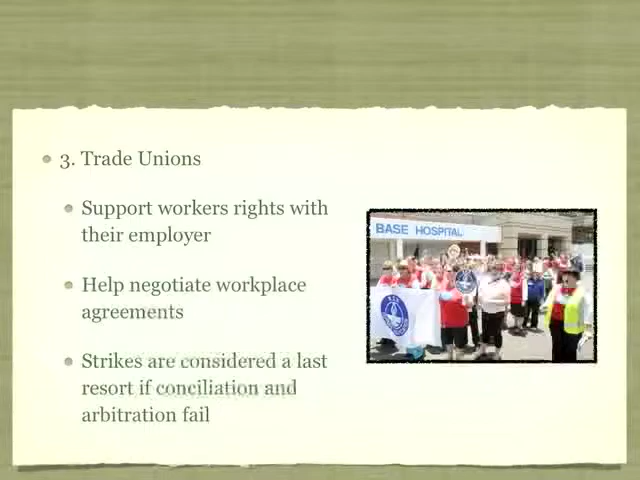 3. Trade Unions
Support workers rights with
their employer
Help negotiate workplace
agreements
Strikes are considered a last
resort if conciliation and
arbitration fail
BASE HOSPITAL